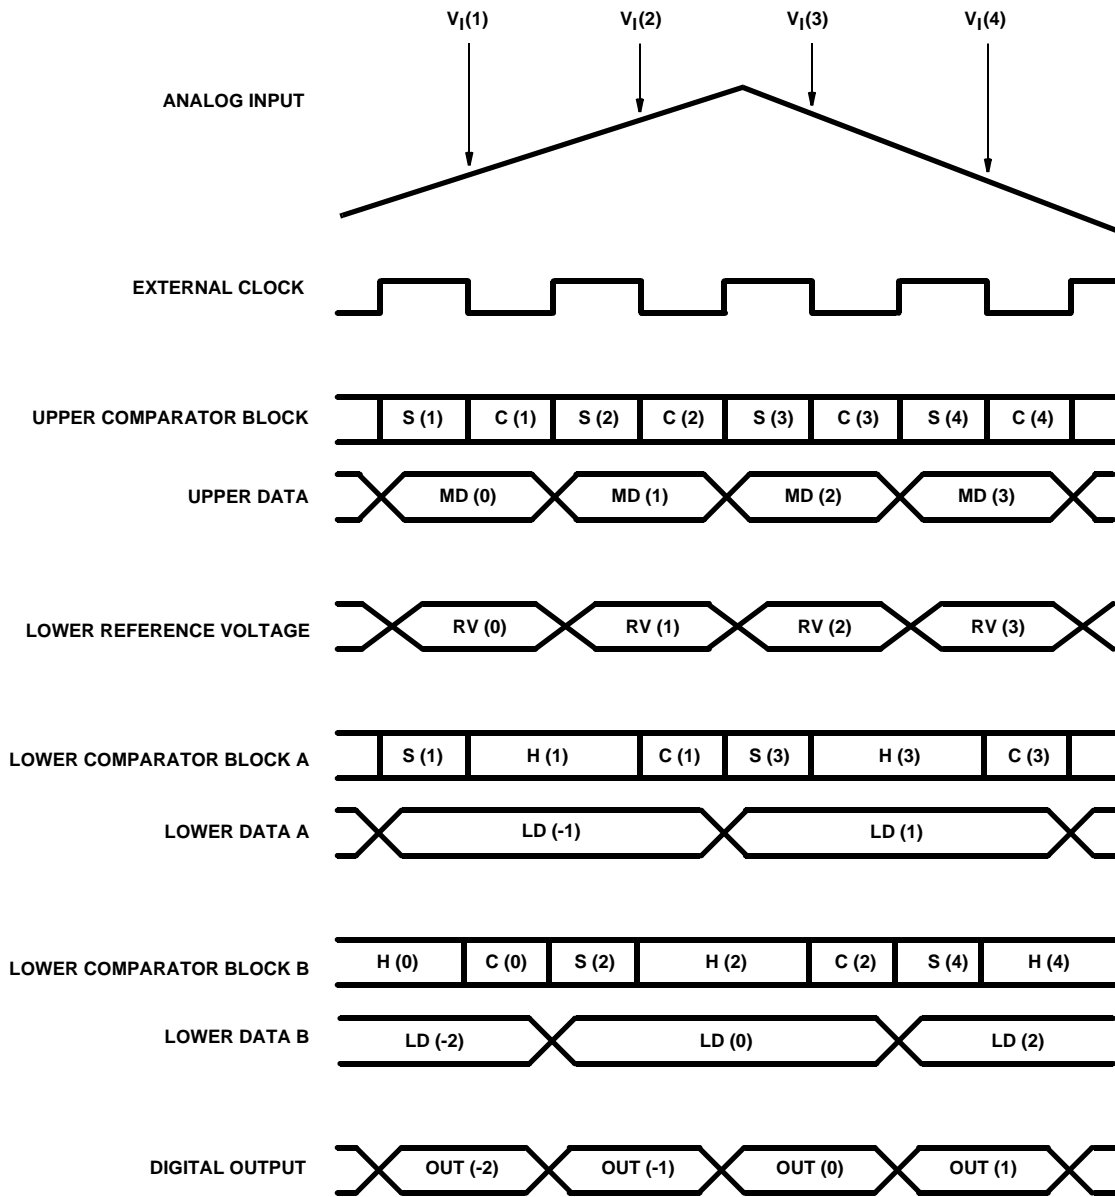 VI(1) VI(2) VI(3) VI(4)
ANALOG INPUT
EXTERNAL CLOCK
UPPER COMPARATOR BLOCK S (1) C (1) S (2) C (2) S (3) C (3) S (4) C (4)
UPPER DATA MD (0) MD (1) MD (2) MD (3)
LOWER REFERENCE VOLTAGE RV (0) RV (1) RV (2) RV (3)
LOWER COMPARATOR BLOCK A S (1) H (1) C (1) S (3) H (3) C (3)
LOWER DATA A LD (-1) LD (1)
LOWER COMPARATOR BLOCK B H (0) C (0) S (2) H (2) C (2) S (4) H (4)
LOWER DATA B LD (-2) LD (0) LD (2)
DIGITAL OUTPUT OUT (-2) OUT (-1) OUT (0) OUT (1)